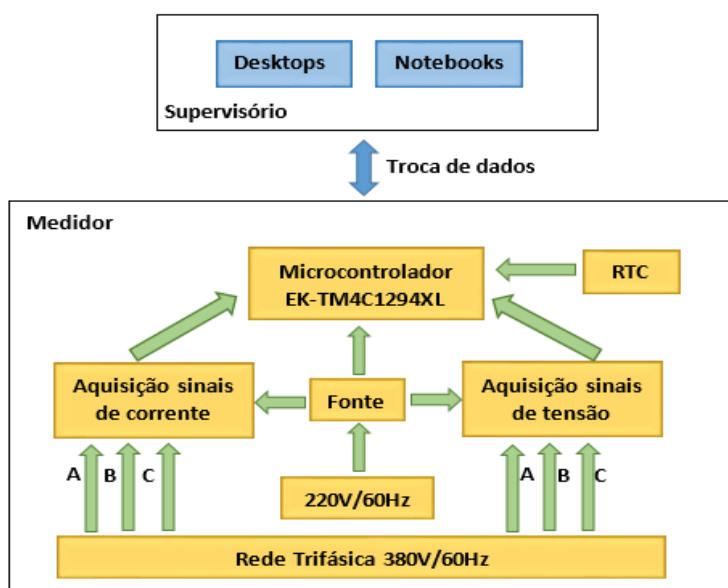 Desktops
Notebooks
Supervisório
Troca de dados
Medidor
Microcontrolador
EK-TM4C1294XL
RTC
Aquisição sinais
de corrente
Fonte
Aquisição sinais
de tensão
A
B
C
220V/60Hz
A
B
C
Rede Trifásica 380V/60Hz